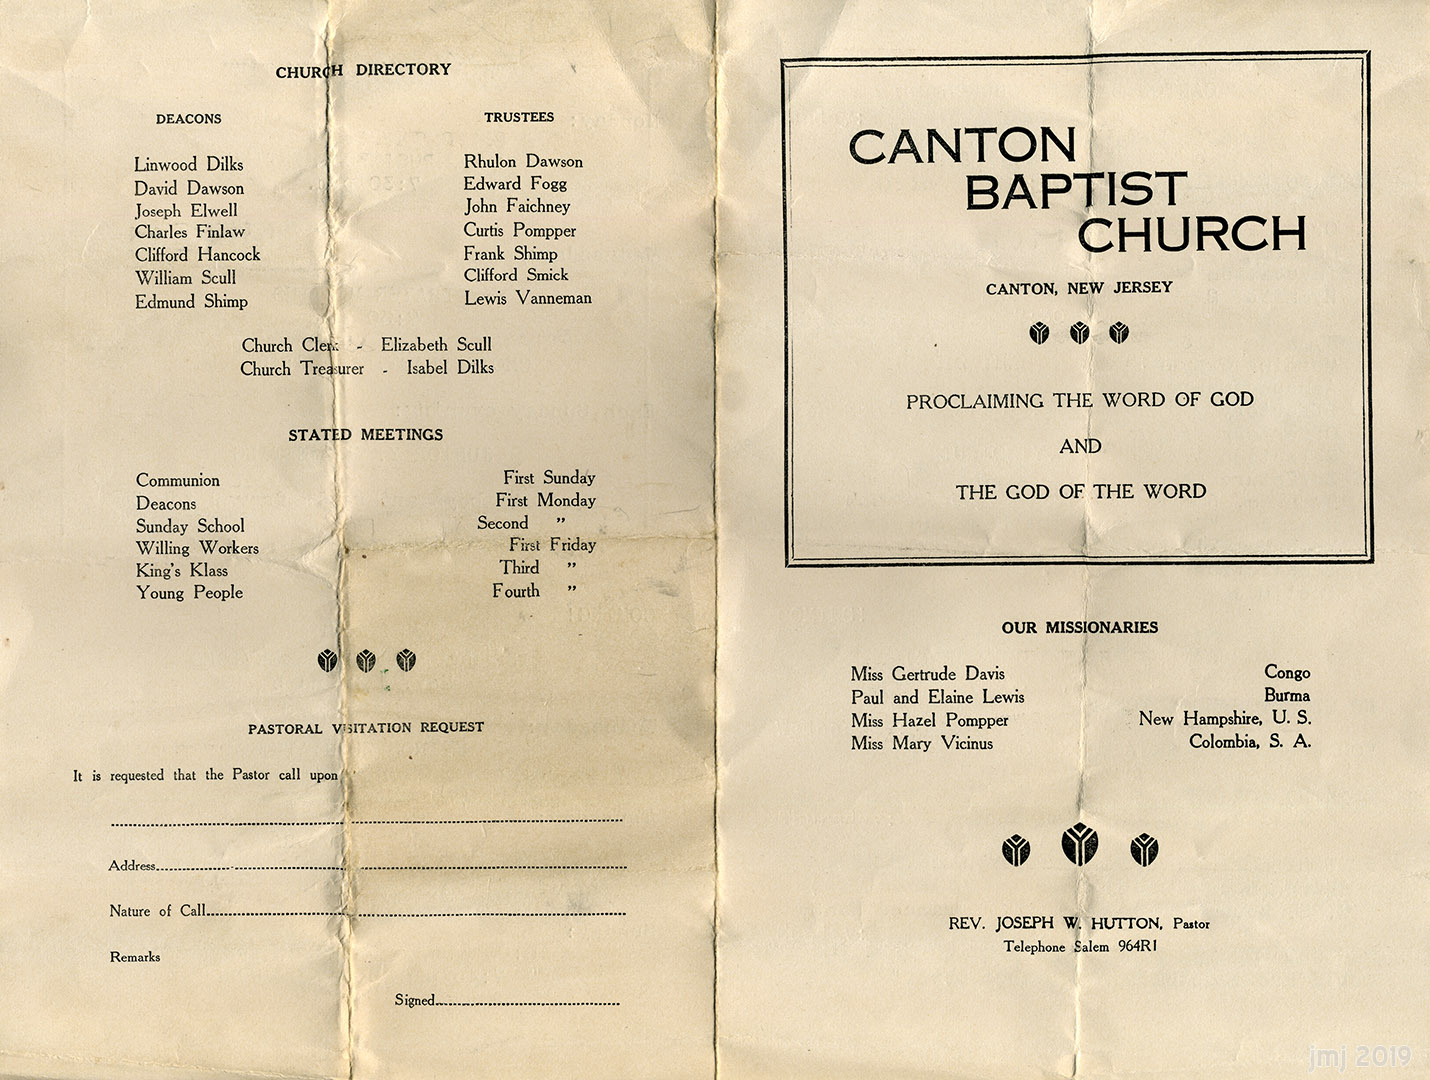 CHURCH DIRECTORY
DEACONS
Linwood Dilks
David Dawson
Joseph Elwell
Charles Finlaw
Clifford Hancock
William Scull
Edmund Shimp
TRUSTEES
Rhulon Dawson
Edward Fogg
John Faichney
Curtis Pompper
Frank Shimp
Clifford Smick
Lewis Vanneman
Church Clerk - Elizabeth Scull
Church Treasurer - Isabel Dilks
STATED MEETINGS
Communion First Sunday
Deacons First Monday
Sunday School Second ”
Willing Workers First Friday
King's Klass Third ”
Young People Fourth ”
PASTORAL VISITATION REQUEST
It is requested that the Pastor call upon
Address
Nature of Call
Remarks
Signed
CANTON
BAPTIST
CHURCH
CANTON, NEW JERSEY
PROCLAIMING THE WORD OF GOD
AND
THE GOD OF THE WORD
OUR MISSIONARIES
Miss Gertrude Davis Congo
Paul and Elaine Lewis Burma
Miss Hazel Pompper New Hampshire, U. S.
Miss Mary Vicinus Colombia, S. A.
REV. JOSEPH W. HUTTON, Pastor
Telephone Salem 964R1
jmj 2019